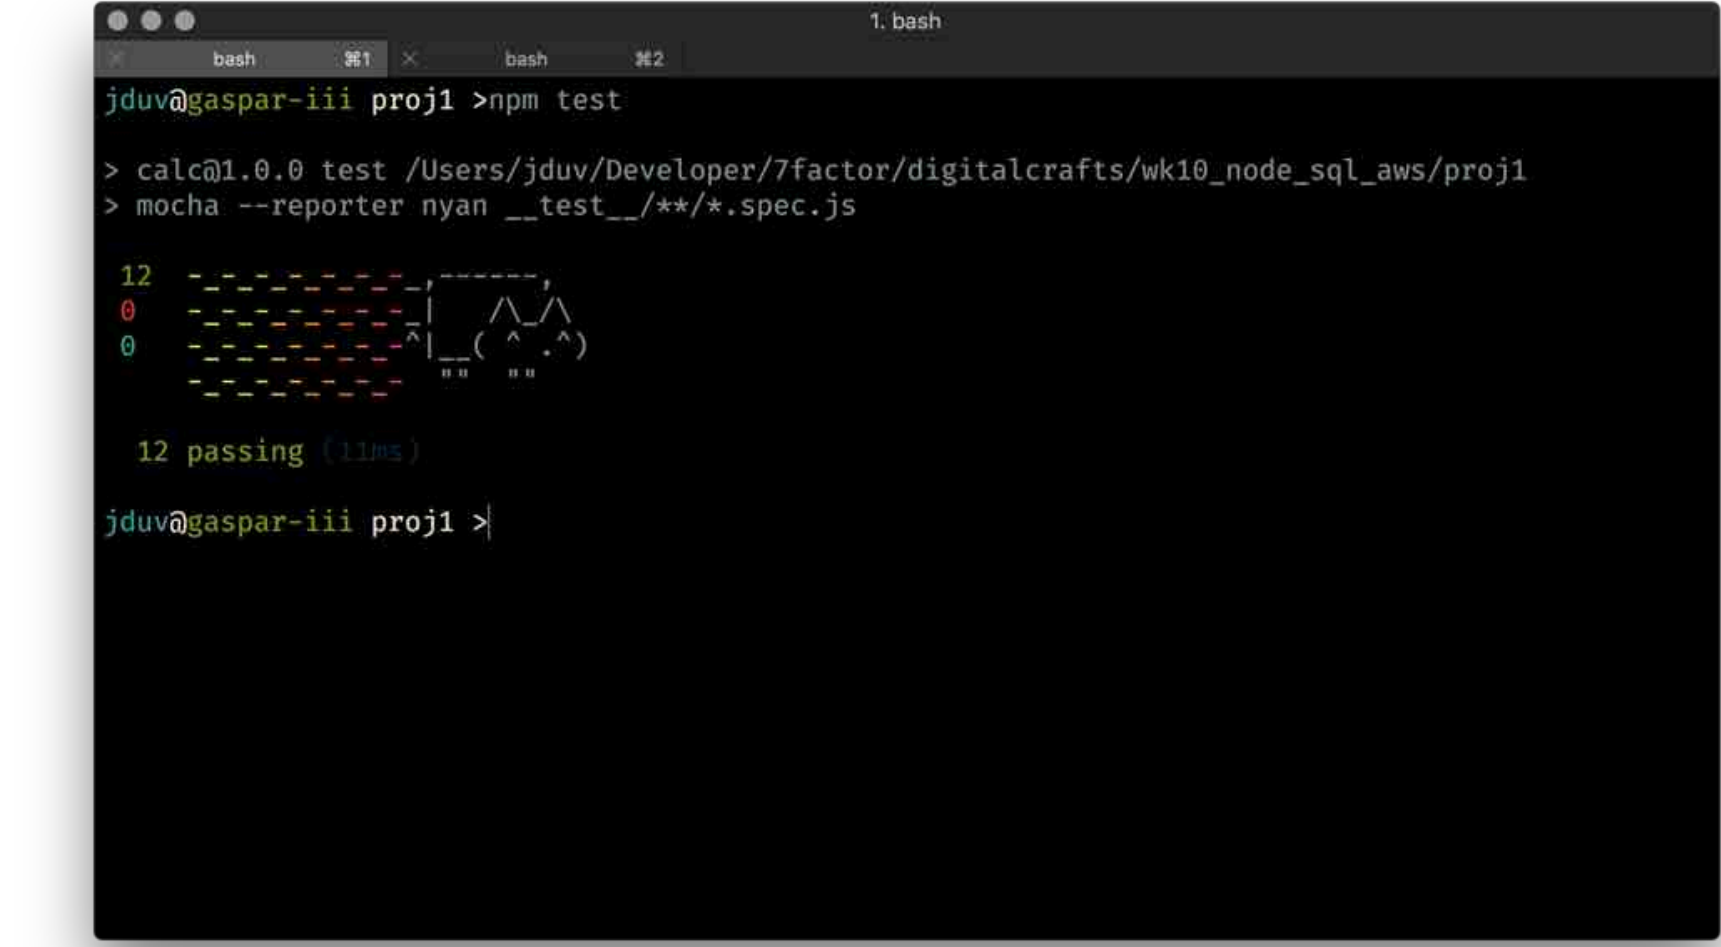 1. bash
bash ⌘1 × bash ⌘2
jduv@gaspar-iii proj1 >npm test
> calc@1.0.0 test /Users/jduv/Developer/7factor/digitalcrafts/wk10_node_sql_aws/proj1
> mocha --reporter nyan __test__/**/*.spec.js
12 -_-_-_-_-_-_-_,------,
0 -_-_-_-_-_-_-_| /\_/\
0 -_-_-_-_-_-_-^|__( ^ .^)
-_-_-_-_-_-_- "" ""
12 passing (11ms)
jduv@gaspar-iii proj1 >